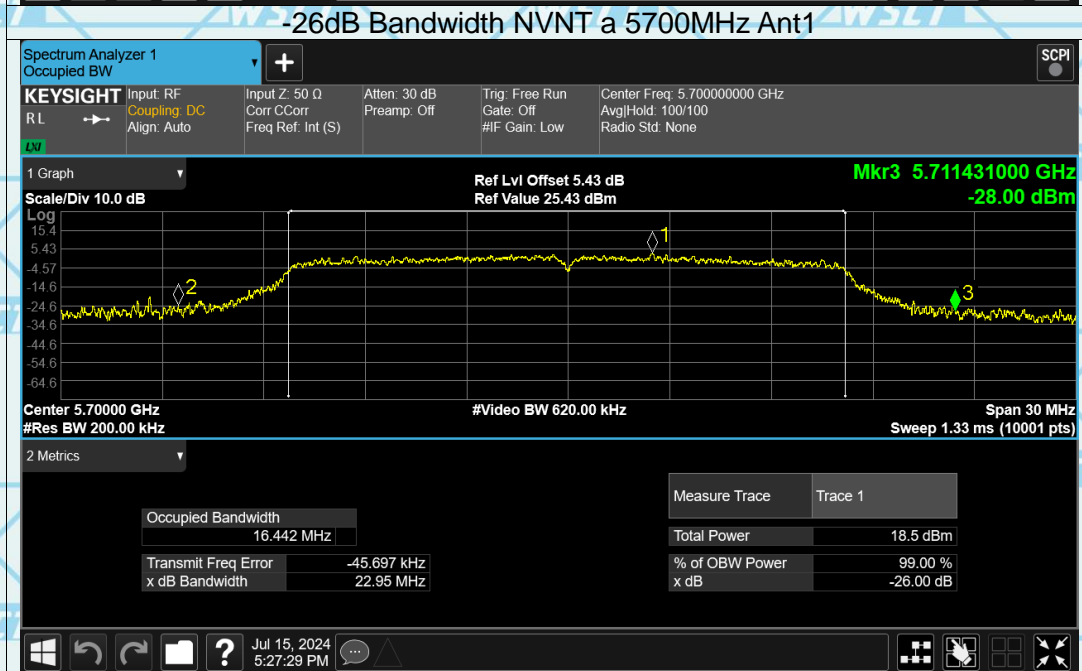 -26dB Bandwidth NVNT a 5700MHz Ant1
Spectrum Analyzer 1
Occupied BW
+
SCPI
KEYSIGHT
R L
LXI
Input: RF
Coupling: DC
Align: Auto
Input Z: 50 Ω
Corr CCorr
Freq Ref: Int (S)
Atten: 30 dB
Preamp: Off
Trig: Free Run
Gate: Off
#IF Gain: Low
Center Freq: 5.700000000 GHz
Avg|Hold: 100/100
Radio Std: None
1 Graph
Scale/Div 10.0 dB
Ref Lvl Offset 5.43 dB
Ref Value 25.43 dBm
Mkr3 5.711431000 GHz
-28.00 dBm
Log
15.4
5.43
-4.57
-14.6
-24.6
-34.6
-44.6
-54.6
-64.6
1
2
3
Center 5.70000 GHz
#Res BW 200.00 kHz
#Video BW 620.00 kHz
Span 30 MHz
Sweep 1.33 ms (10001 pts)
2 Metrics
Occupied Bandwidth
16.442 MHz
Transmit Freq Error -45.697 kHz
x dB Bandwidth 22.95 MHz
Measure Trace Trace 1
Total Power 18.5 dBm
% of OBW Power 99.00 %
x dB -26.00 dB
?
Jul 15, 2024
5:27:29 PM